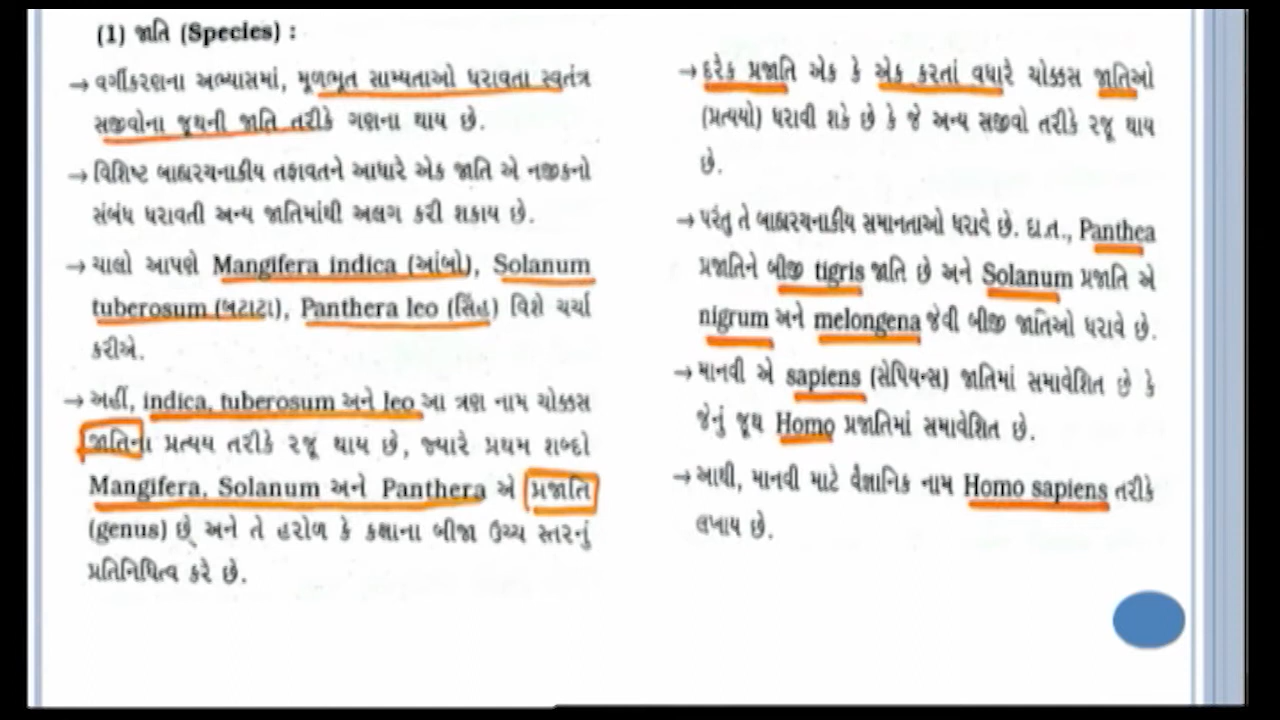 (1) જાતિ (Species) :
→ વર્ગીકરણના અભ્યાસમાં, મૂળભૂત સામ્યતાઓ ધરાવતા સ્વતંત્ર
સજીવોના જૂથની જાતિ તરીકે ગણના થાય છે.
→ વિશિષ્ટ બાહ્યરચનાકીય તફાવતને આધારે એક જાતિ એ નજીકનો
સંબંધ ધરાવતી અન્ય જાતિમાંથી અલગ કરી શકાય છે.
→ ચાલો આપણે Mangifera indica (આંબો), Solanum
tuberosum (બટાટા), Panthera leo (સિંહ) વિશે ચર્ચા
કરીએ.
→ અહીં, indica, tuberosum અને leo આ ત્રણ નામ ચોક્કસ
જાતિના પ્રત્યય તરીકે રજૂ થાય છે, જ્યારે પ્રથમ શબ્દો
Mangifera, Solanum અને Panthera એ પ્રજાતિ
(genus) છે અને તે હરોળ કે કક્ષાના બીજા ઉચ્ચ સ્તરનું
પ્રતિનિધિત્વ કરે છે.
→ દરેક પ્રજાતિ એક કે એક કરતાં વધારે ચોક્કસ જાતિઓ
(પ્રત્યયો) ધરાવી શકે છે કે જે અન્ય સજીવો તરીકે રજૂ થાય
છે.
→ પરંતુ તે બાહ્યરચનાકીય સમાનતાઓ ધરાવે છે. દા.ત., Panthea
પ્રજાતિને બીજી tigris જાતિ છે અને Solanum પ્રજાતિ એ
nigrum અને melongena જેવી બીજી જાતિઓ ધરાવે છે.
→ માનવી એ sapiens (સેપિયન્સ) જાતિમાં સમાવેશિત છે કે
જેનું જૂથ Homo પ્રજાતિમાં સમાવેશિત છે.
→ આથી, માનવી માટે વૈજ્ઞાનિક નામ Homo sapiens તરીકે
લખાય છે.